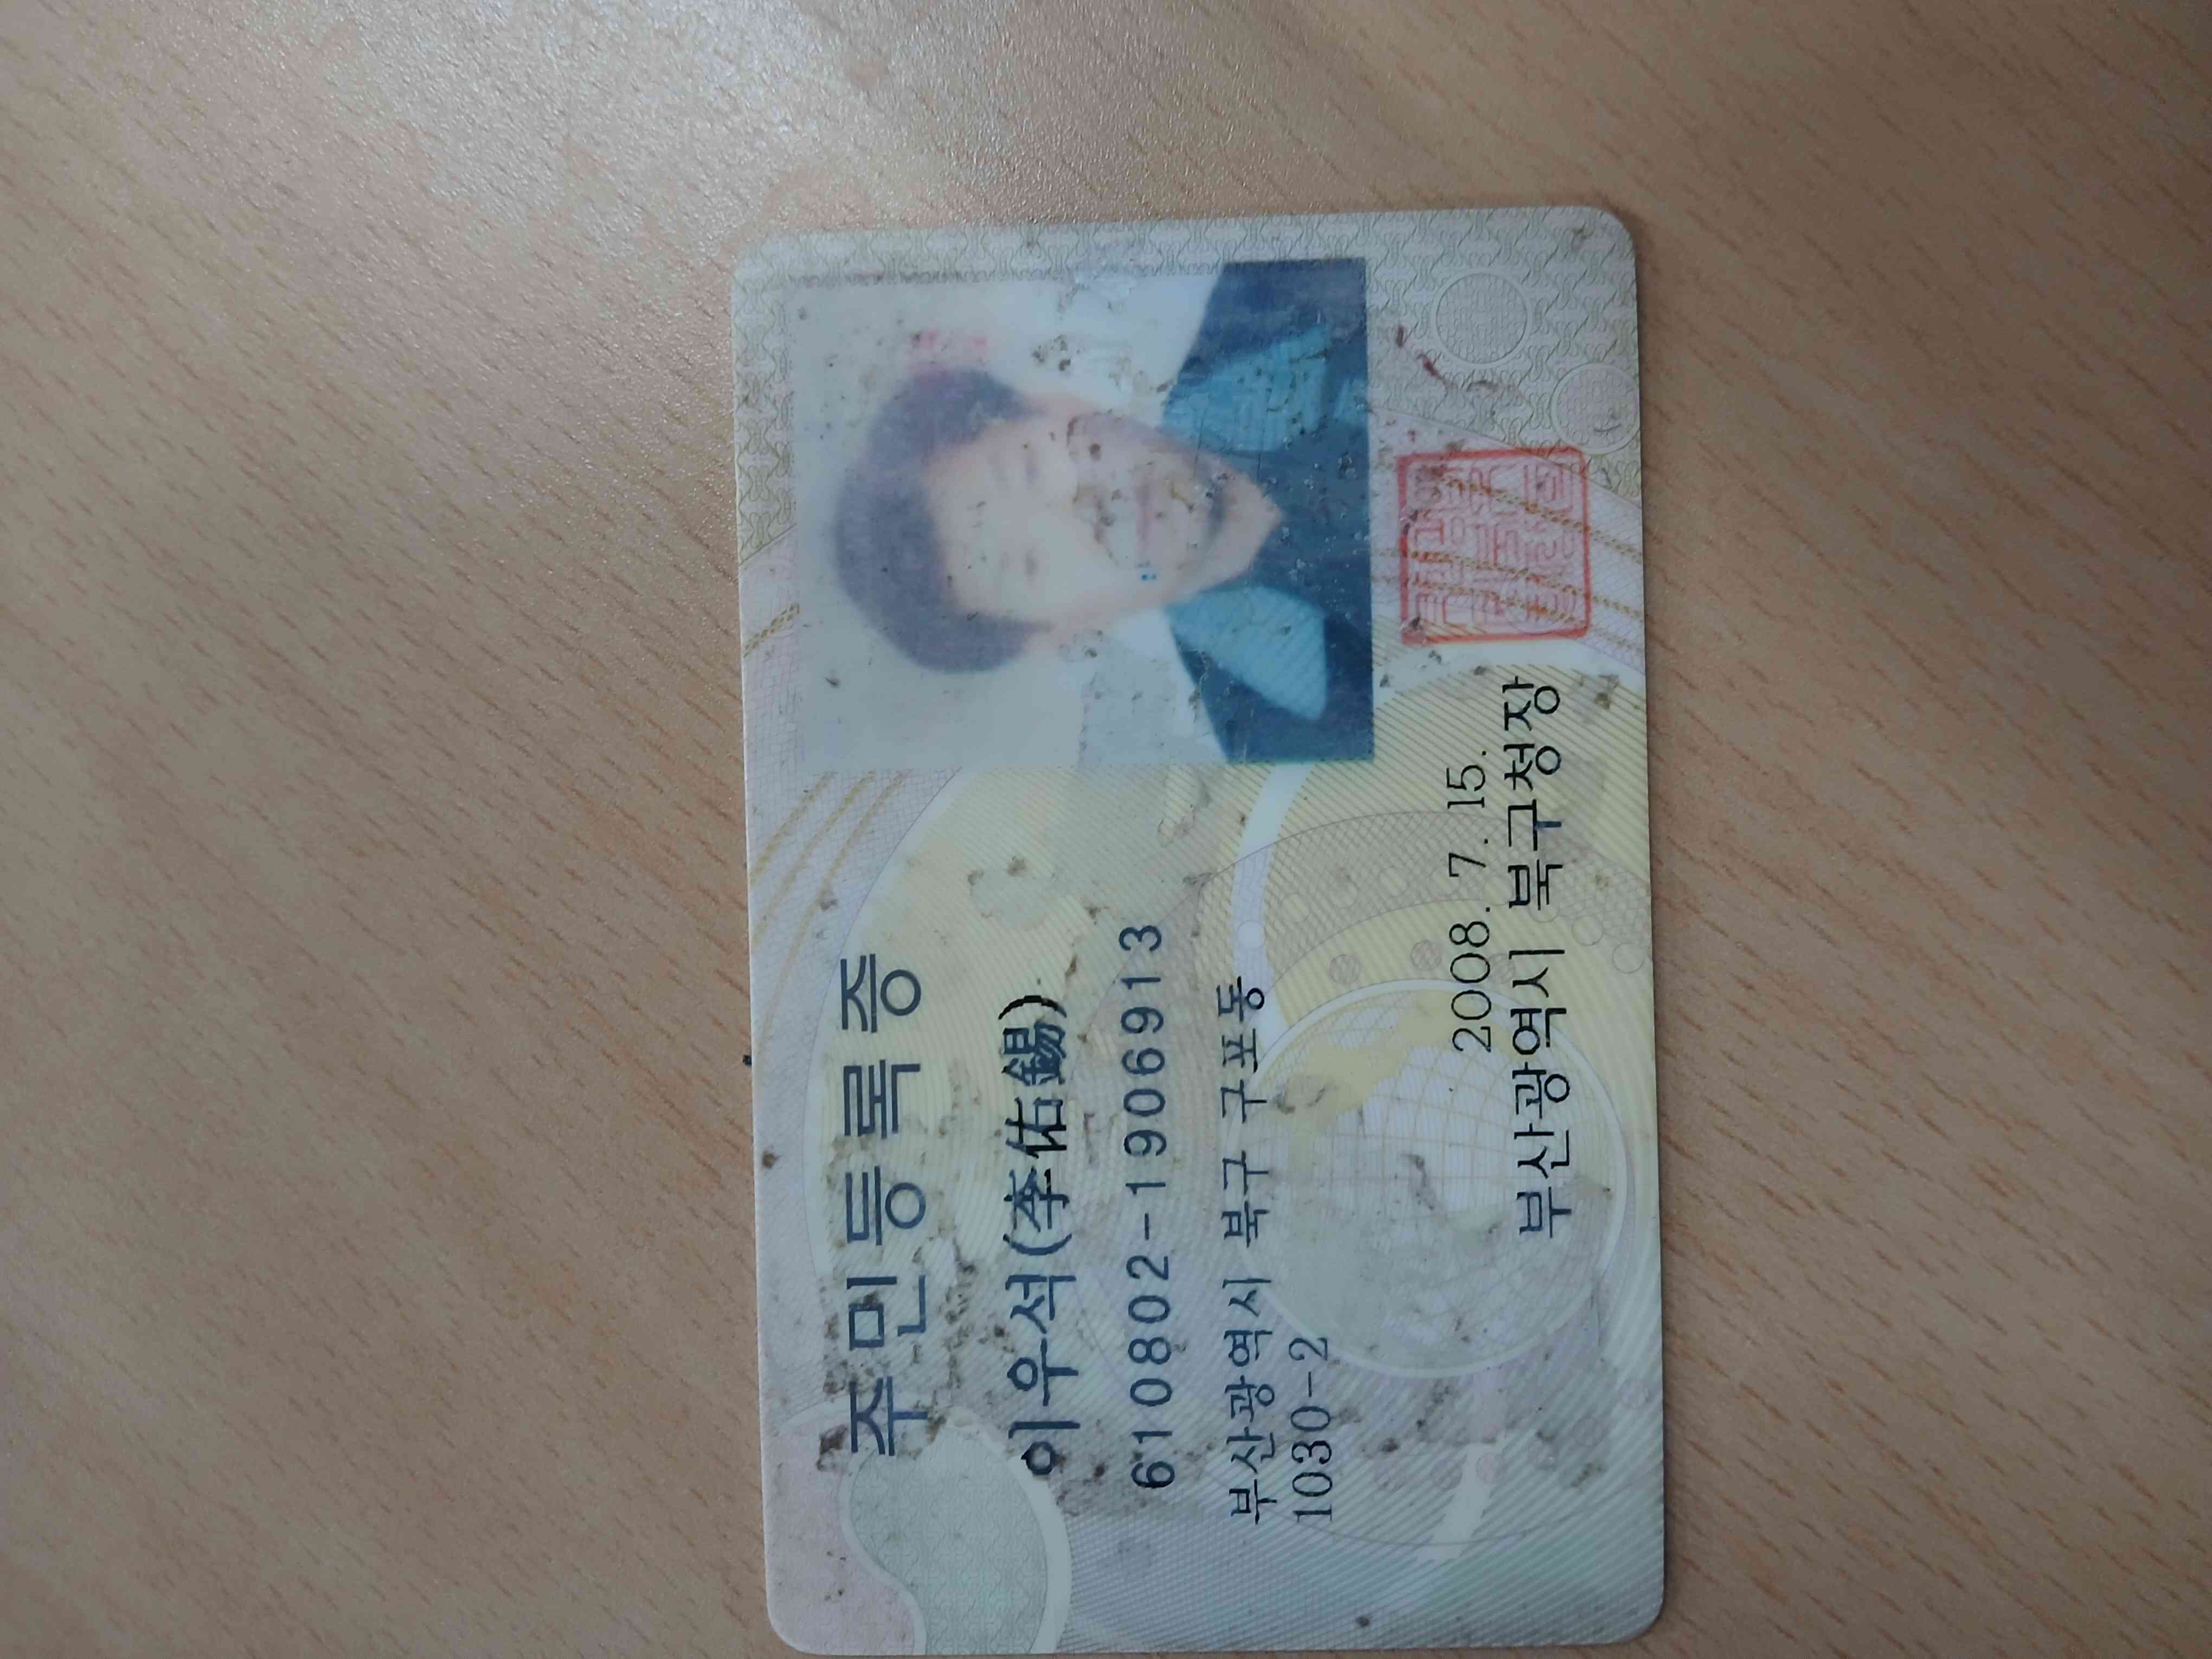 주민등록증
이우석(李佑錫)
610802-1906913
부산광역시 북구 구포동
1030-2
2008. 7. 15.
부산광역시 북구청장